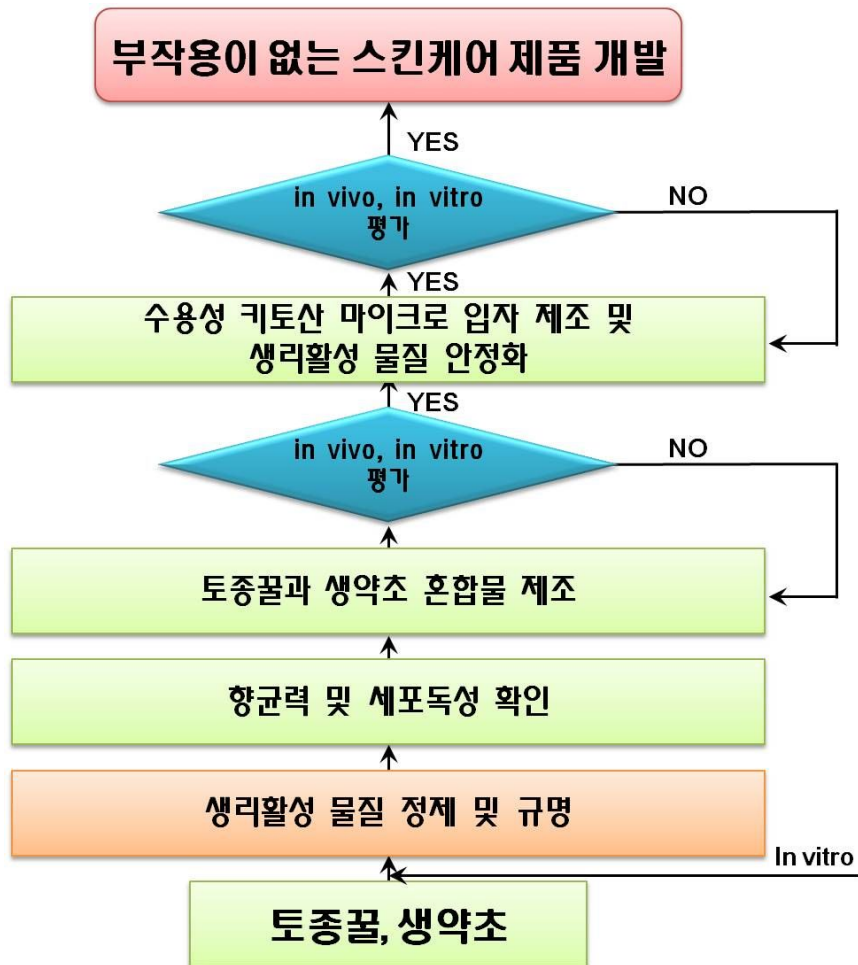 부작용이 없는 스킨케어 제품 개발
YES
in vivo, in vitro
평가
NO
YES
수용성 키토산 마이크로 입자 제조 및
생리활성 물질 안정화
YES
in vivo, in vitro
평가
NO
토종꿀과 생약초 혼합물 제조
향균력 및 세포독성 확인
생리활성 물질 정제 및 규명
In vitro
토종꿀, 생약초